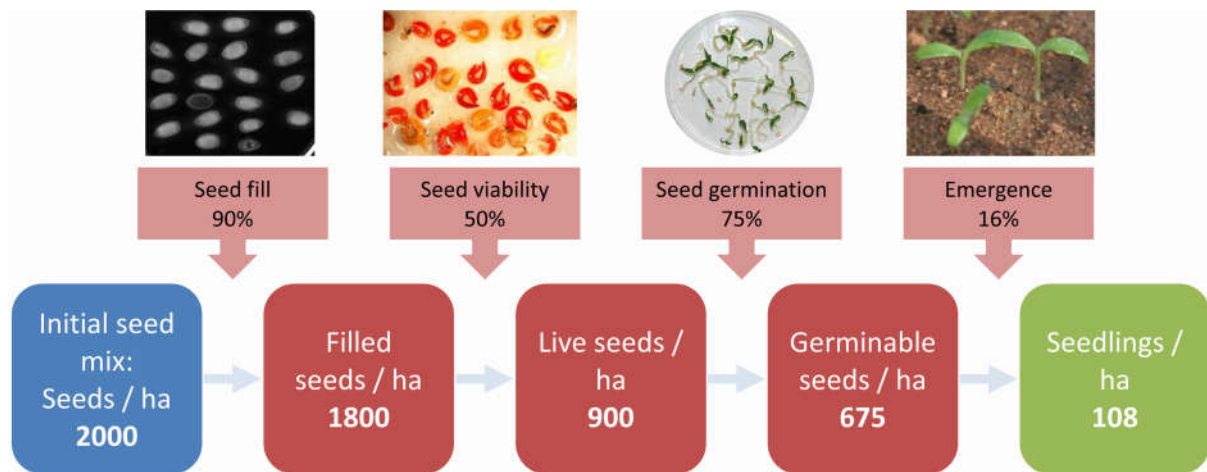 Seed fill
90%
Seed viability
50%
Seed germination
75%
Emergence
16%
Initial seed
mix:
Seeds / ha
2000
Filled
seeds / ha
1800
Live seeds /
ha
900
Germinable
seeds / ha
675
Seedlings /
ha
108